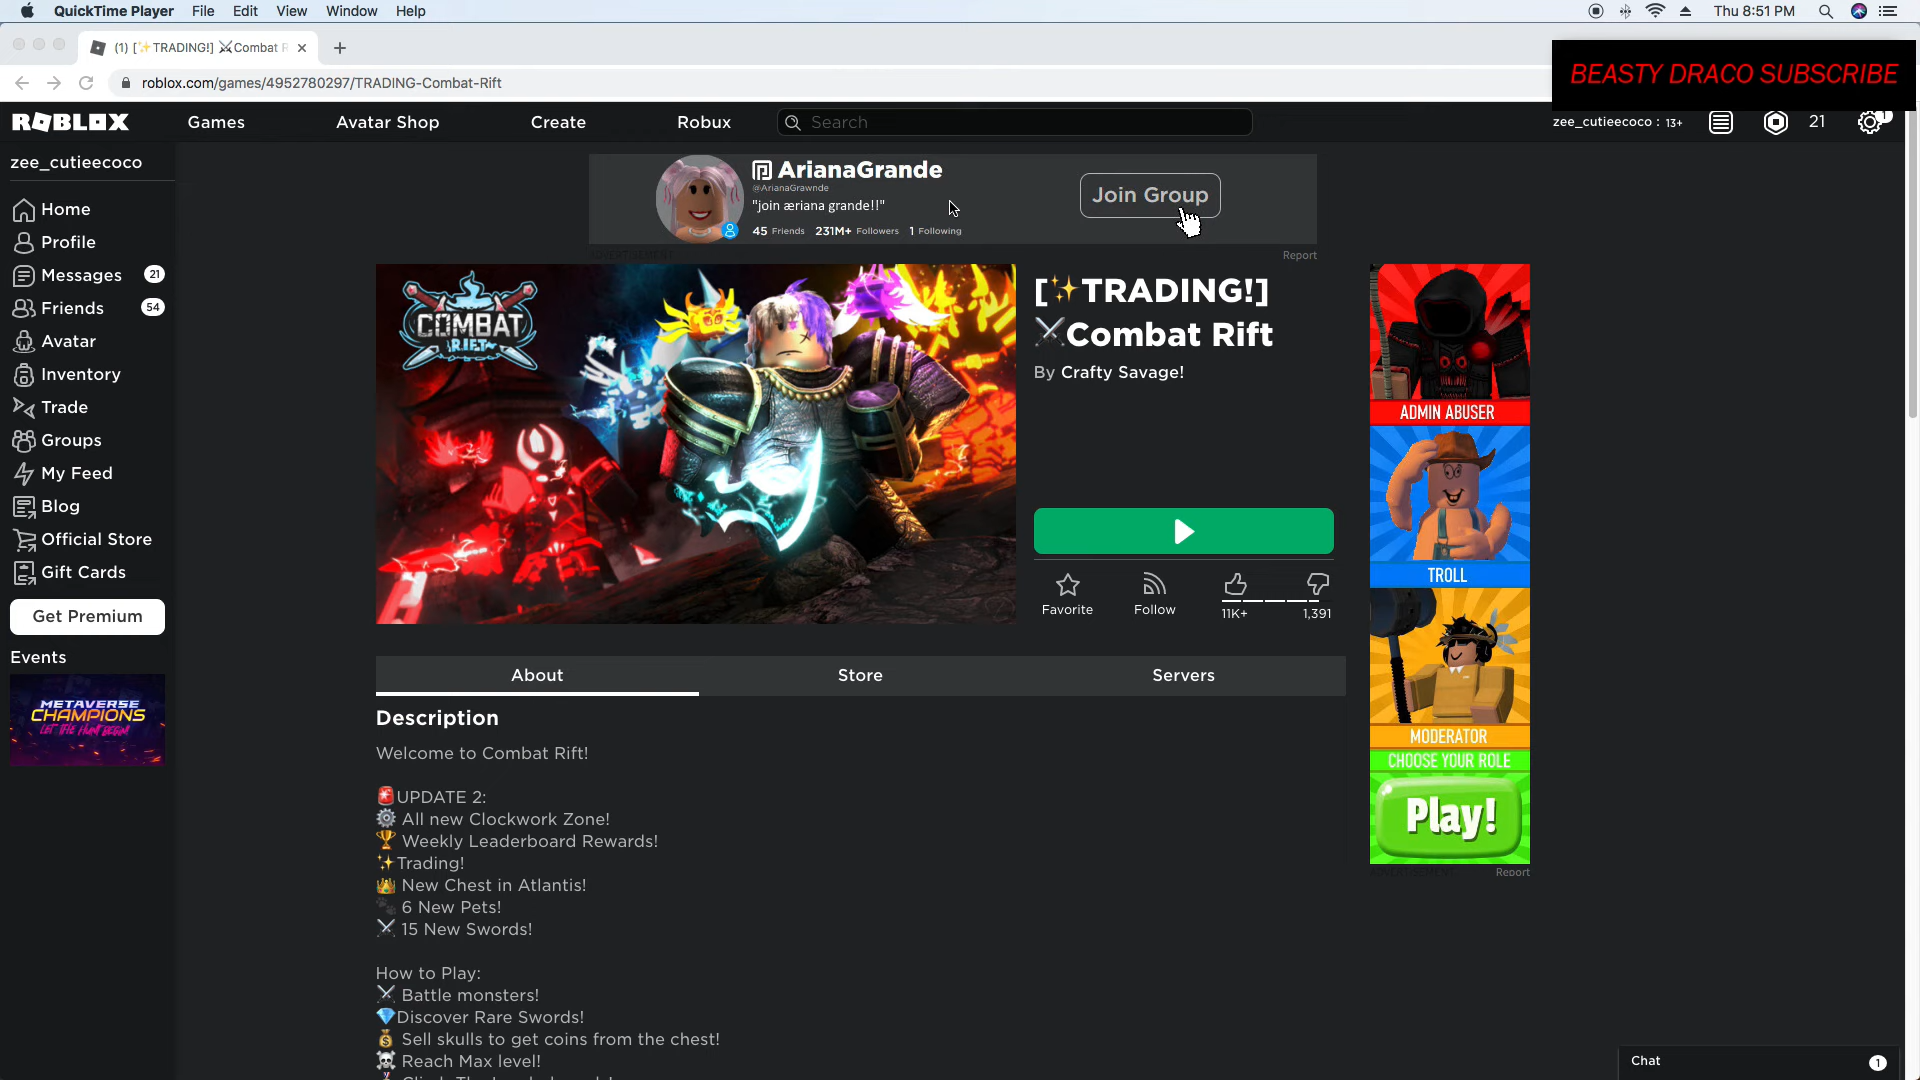 QuickTime Player File Edit View Window Help
Thu 8:51 PM
(1) [✨TRADING!] ⚔Combat R
roblox.com/games/4952780297/TRADING-Combat-Rift
BEASTY DRACO SUBSCRIBE
ROBLOX Games Avatar Shop Create Robux Search zee_cutieecoco : 13+ 21 1
zee_cutieecoco
Home
Profile
Messages 21
Friends 54
Avatar
Inventory
Trade
Groups
My Feed
Blog
Official Store
Gift Cards
Get Premium
Events
METAVERSE
CHAMPIONS
LET THE HUNT BEGIN!
ArianaGrande
@ArianaGrawnde
"join æriana grande!!"
45 Friends 231M+ Followers 1 Following
Join Group
ADVERTISEMENT
Report
COMBAT
RIFT
[✨TRADING!]
⚔Combat Rift
By Crafty Savage!
Favorite Follow 11K+ 1,391
About Store Servers
Description
Welcome to Combat Rift!
🚨UPDATE 2:
⚙ All new Clockwork Zone!
🏆 Weekly Leaderboard Rewards!
✨Trading!
👑 New Chest in Atlantis!
🐾 6 New Pets!
⚔ 15 New Swords!
How to Play:
⚔ Battle monsters!
💎Discover Rare Swords!
💰 Sell skulls to get coins from the chest!
☠ Reach Max level!
ADMIN ABUSER
TROLL
MODERATOR
CHOOSE YOUR ROLE
Play!
ADVERTISEMENT
Report
Chat 1